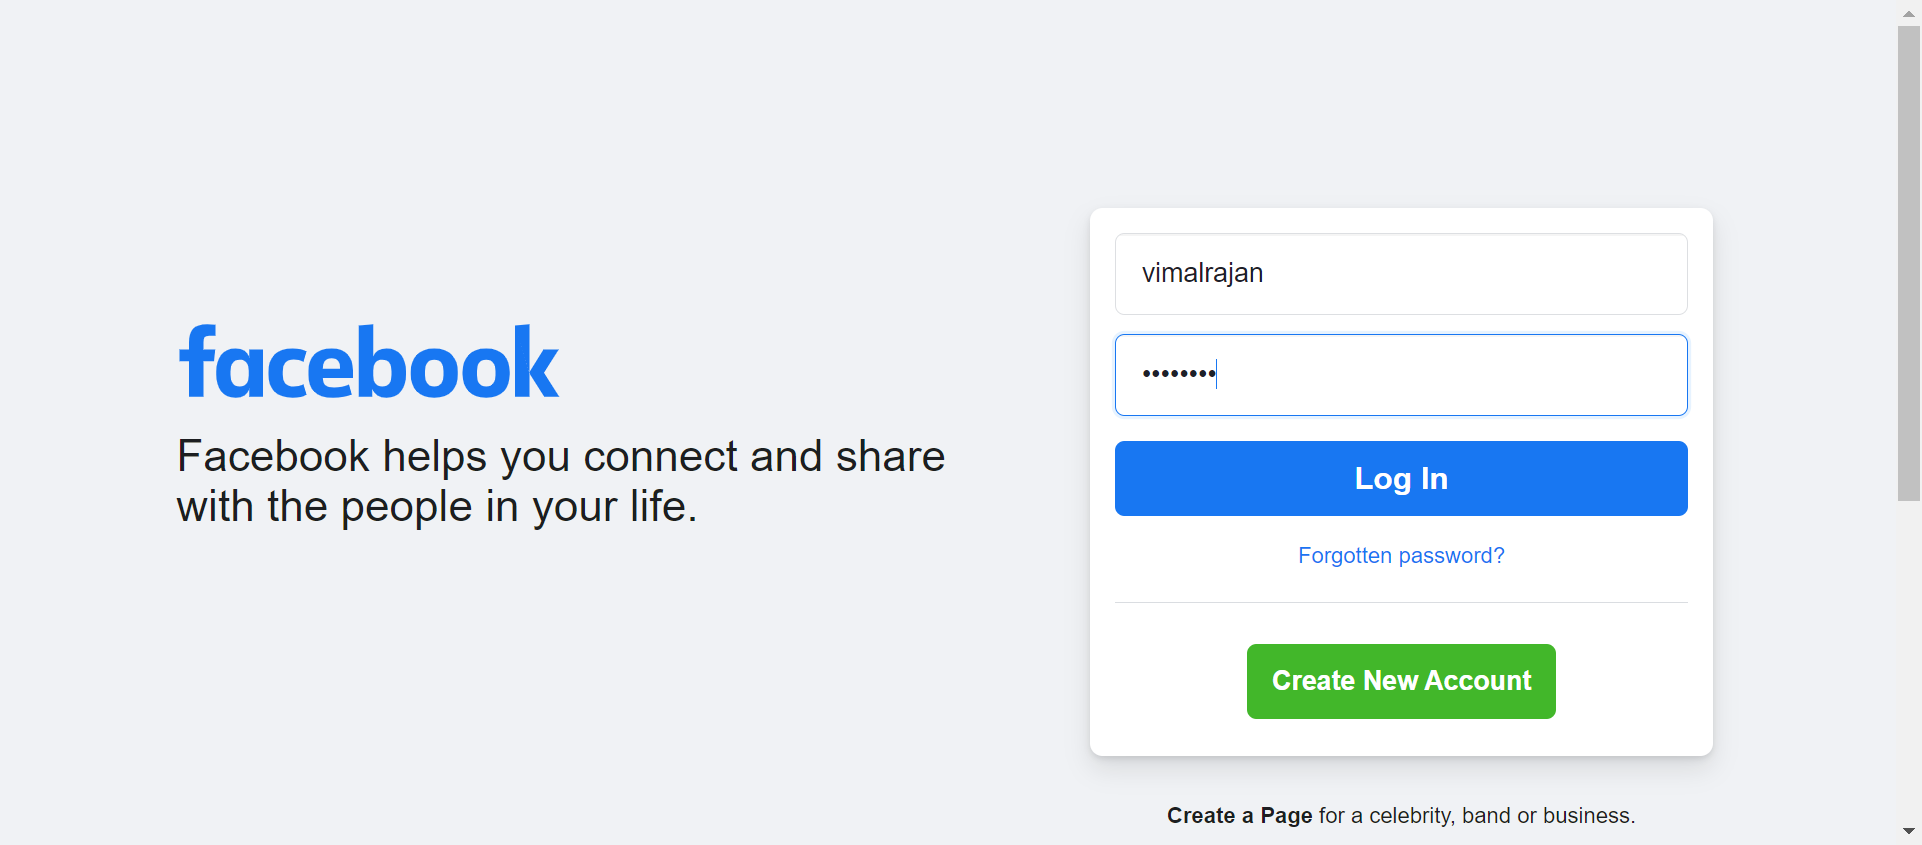 facebook
Facebook helps you connect and share
with the people in your life.
vimalrajan
••••••••
Log In
Forgotten password?
Create New Account
Create a Page for a celebrity, band or business.